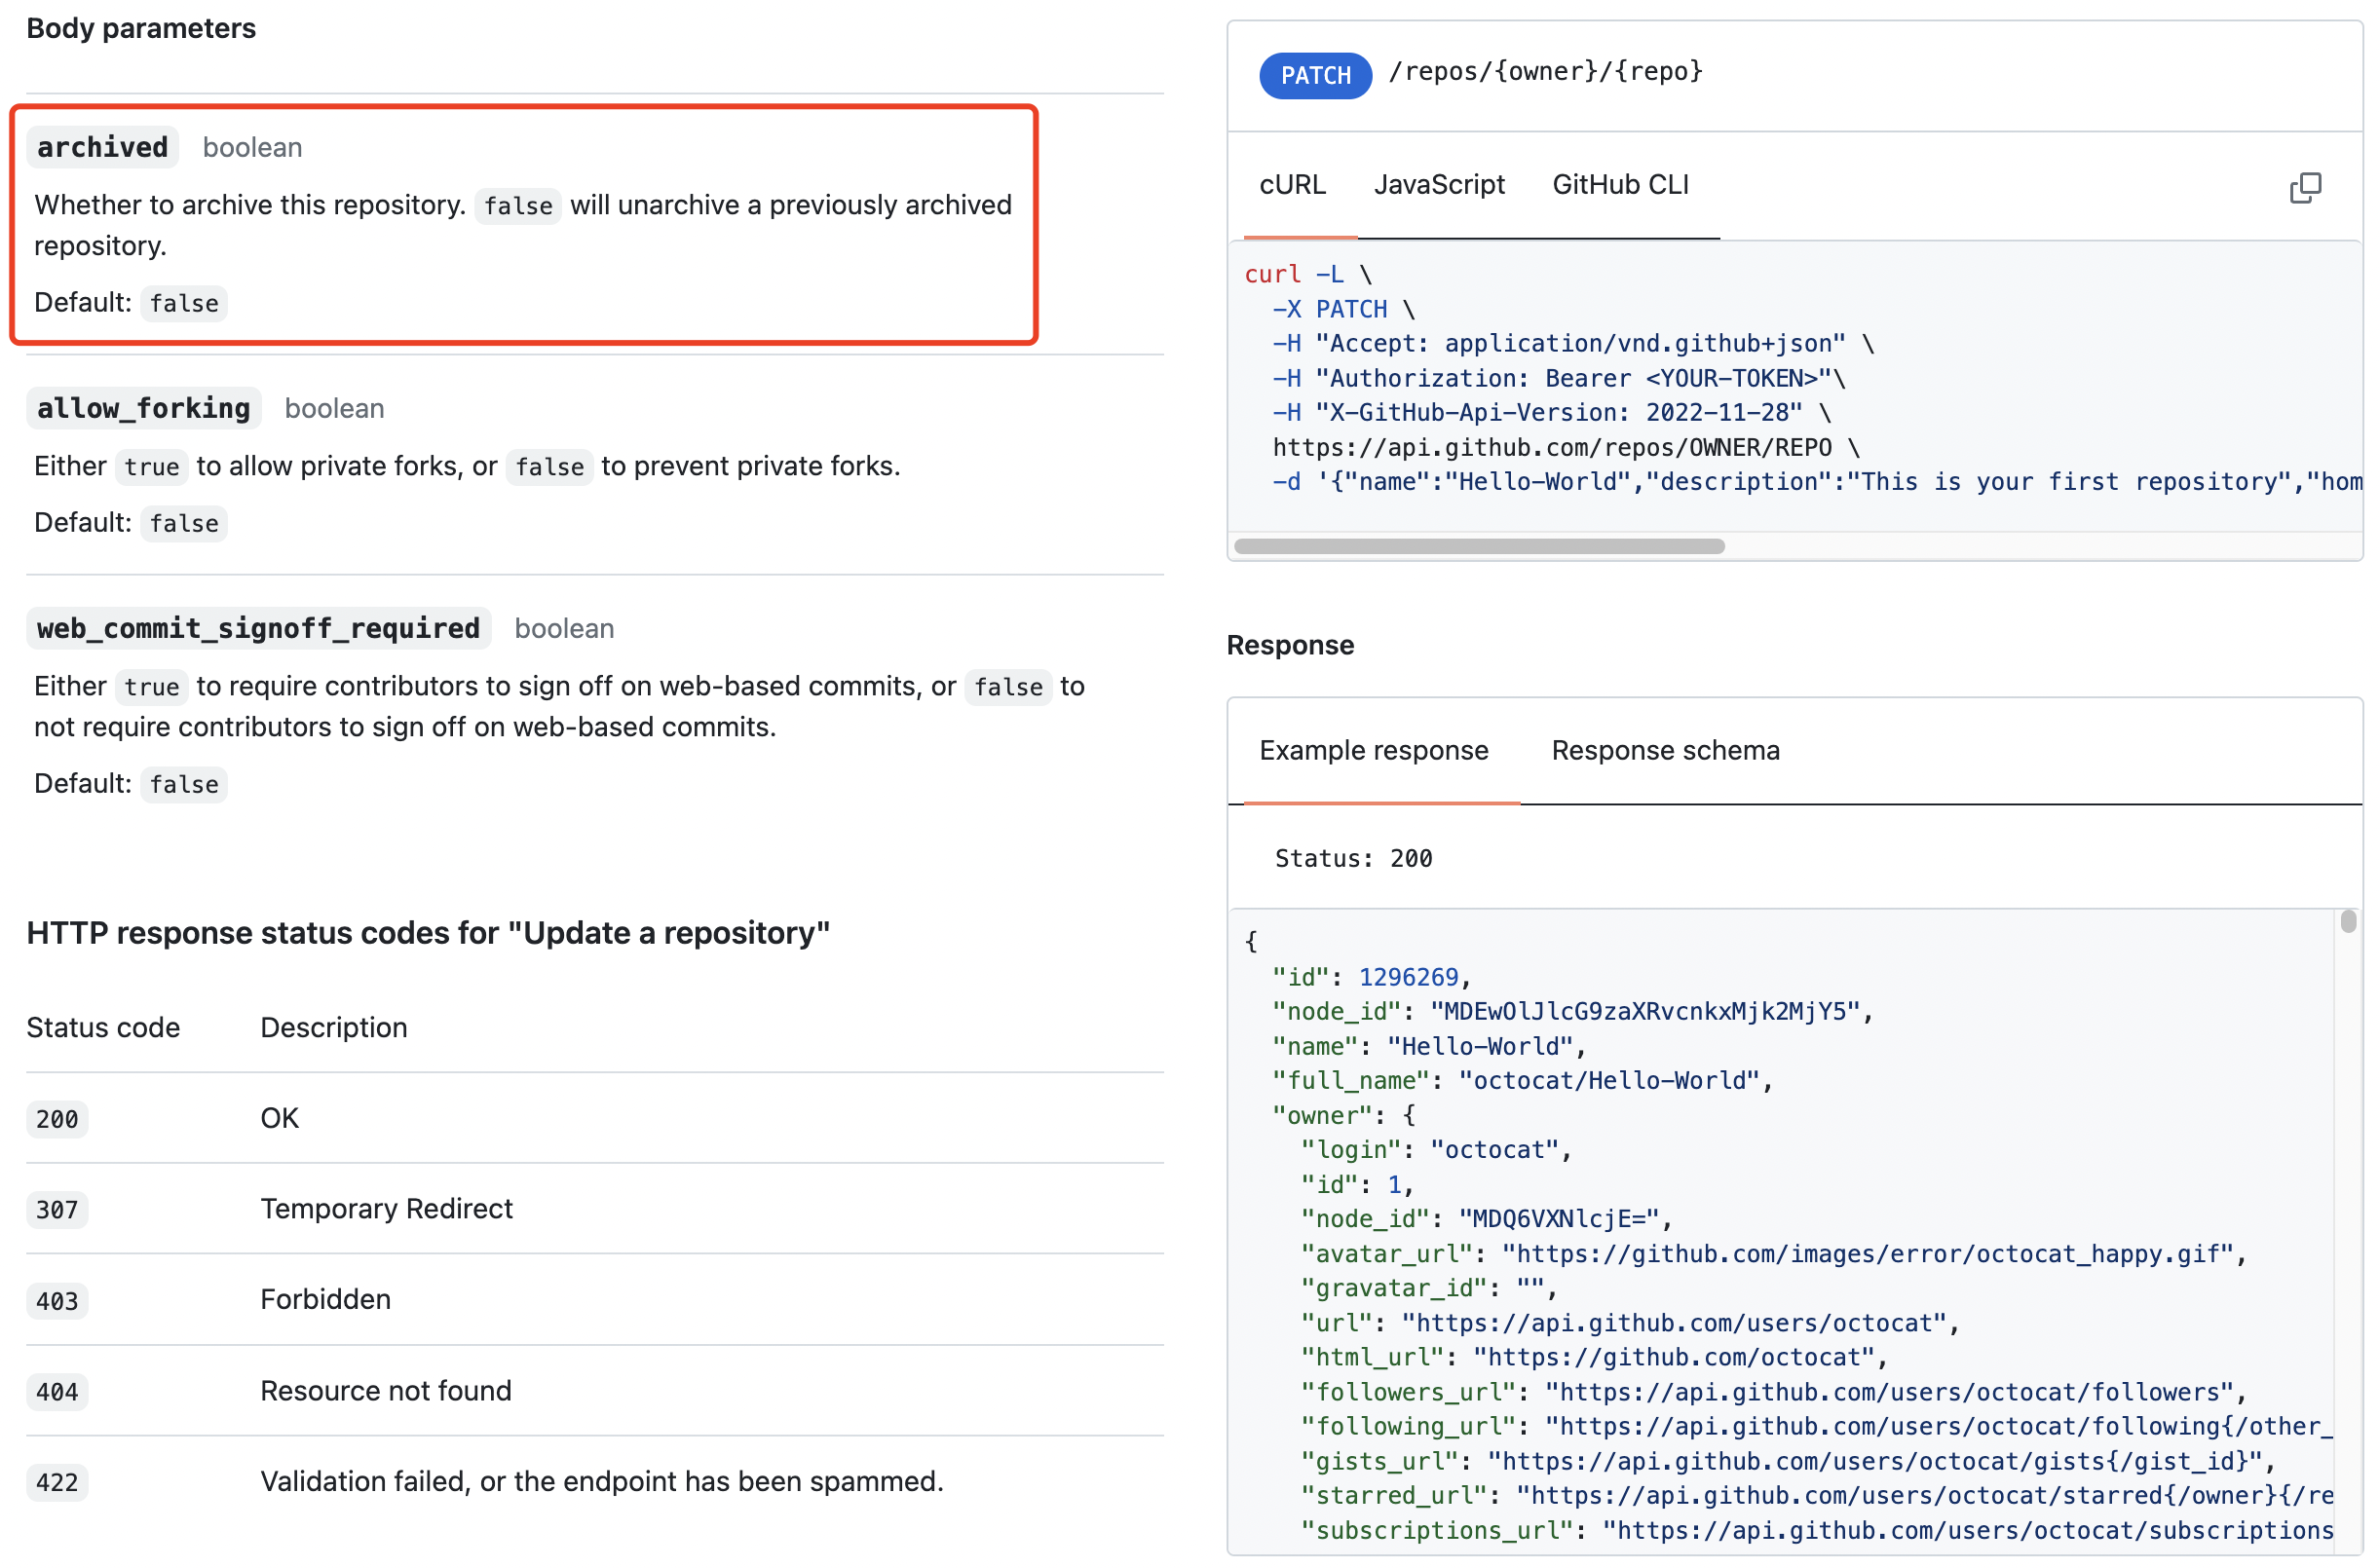 Body parameters
archived boolean
Whether to archive this repository. false will unarchive a previously archived
repository.
Default: false
allow_forking boolean
Either true to allow private forks, or false to prevent private forks.
Default: false
web_commit_signoff_required boolean
Either true to require contributors to sign off on web-based commits, or false to
not require contributors to sign off on web-based commits.
Default: false
HTTP response status codes for "Update a repository"
Status code Description
200 OK
307 Temporary Redirect
403 Forbidden
404 Resource not found
422 Validation failed, or the endpoint has been spammed.
PATCH /repos/{owner}/{repo}
cURL JavaScript GitHub CLI
curl -L \
-X PATCH \
-H "Accept: application/vnd.github+json" \
-H "Authorization: Bearer <YOUR-TOKEN>"\
-H "X-GitHub-Api-Version: 2022-11-28" \
https://api.github.com/repos/OWNER/REPO \
-d '{"name":"Hello-World","description":"This is your first repository","hom
Response
Example response Response schema
Status: 200
{
"id": 1296269,
"node_id": "MDEwOlJlcG9zaXRvcnkxMjk2MjY5",
"name": "Hello-World",
"full_name": "octocat/Hello-World",
"owner": {
"login": "octocat",
"id": 1,
"node_id": "MDQ6VXNlcjE=",
"avatar_url": "https://github.com/images/error/octocat_happy.gif",
"gravatar_id": "",
"url": "https://api.github.com/users/octocat",
"html_url": "https://github.com/octocat",
"followers_url": "https://api.github.com/users/octocat/followers",
"following_url": "https://api.github.com/users/octocat/following{/other_
"gists_url": "https://api.github.com/users/octocat/gists{/gist_id}",
"starred_url": "https://api.github.com/users/octocat/starred{/owner}{/re
"subscriptions_url": "https://api.github.com/users/octocat/subscriptions